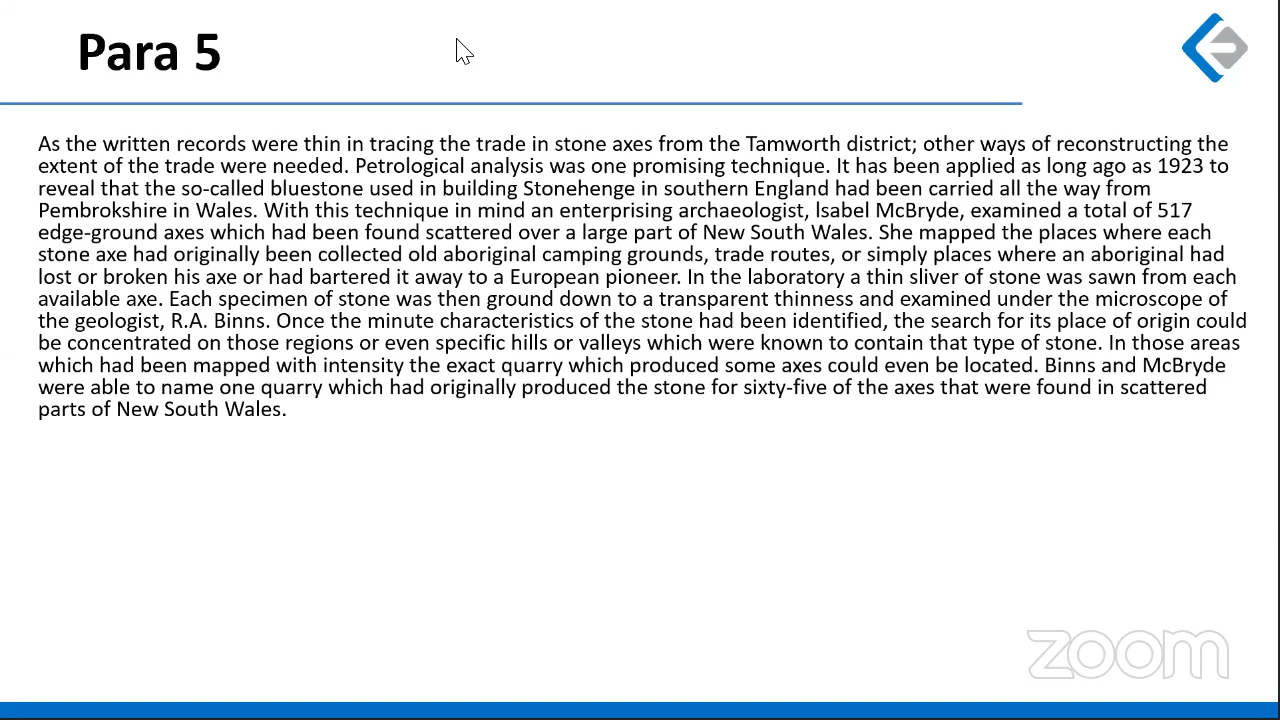 Para 5
As the written records were thin in tracing the trade in stone axes from the Tamworth district; other ways of reconstructing the
extent of the trade were needed. Petrological analysis was one promising technique. It has been applied as long ago as 1923 to
reveal that the so-called bluestone used in building Stonehenge in southern England had been carried all the way from
Pembrokshire in Wales. With this technique in mind an enterprising archaeologist, lsabel McBryde, examined a total of 517
edge-ground axes which had been found scattered over a large part of New South Wales. She mapped the places where each
stone axe had originally been collected old aboriginal camping grounds, trade routes, or simply places where an aboriginal had
lost or broken his axe or had bartered it away to a European pioneer. In the laboratory a thin sliver of stone was sawn from each
available axe. Each specimen of stone was then ground down to a transparent thinness and examined under the microscope of
the geologist, R.A. Binns. Once the minute characteristics of the stone had been identified, the search for its place of origin could
be concentrated on those regions or even specific hills or valleys which were known to contain that type of stone. In those areas
which had been mapped with intensity the exact quarry which produced some axes could even be located. Binns and McBryde
were able to name one quarry which had originally produced the stone for sixty-five of the axes that were found in scattered
parts of New South Wales.
zoom